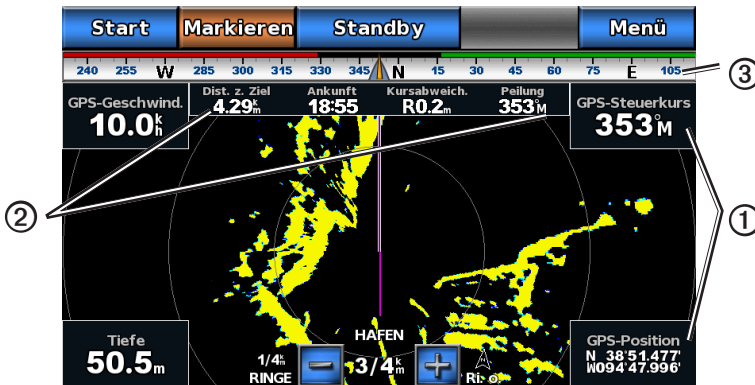 Start Markieren Standby Menü
240 255 W 285 300 315 330 345 N 15 30 45 60 75 E 105
③
GPS-Geschwind.
10.0 k/h
Dist. z. Ziel Ankunft Kursabweich. Peilung
4.29km 18:55 R0.2m 353°M
GPS-Steuerkurs
353°M
②
①
Tiefe
50.5m
HAFEN
1/4km
RINGE
- 3/4km +
Ri. o.
GPS-Position
N 38°51.477'
W094°47.996'